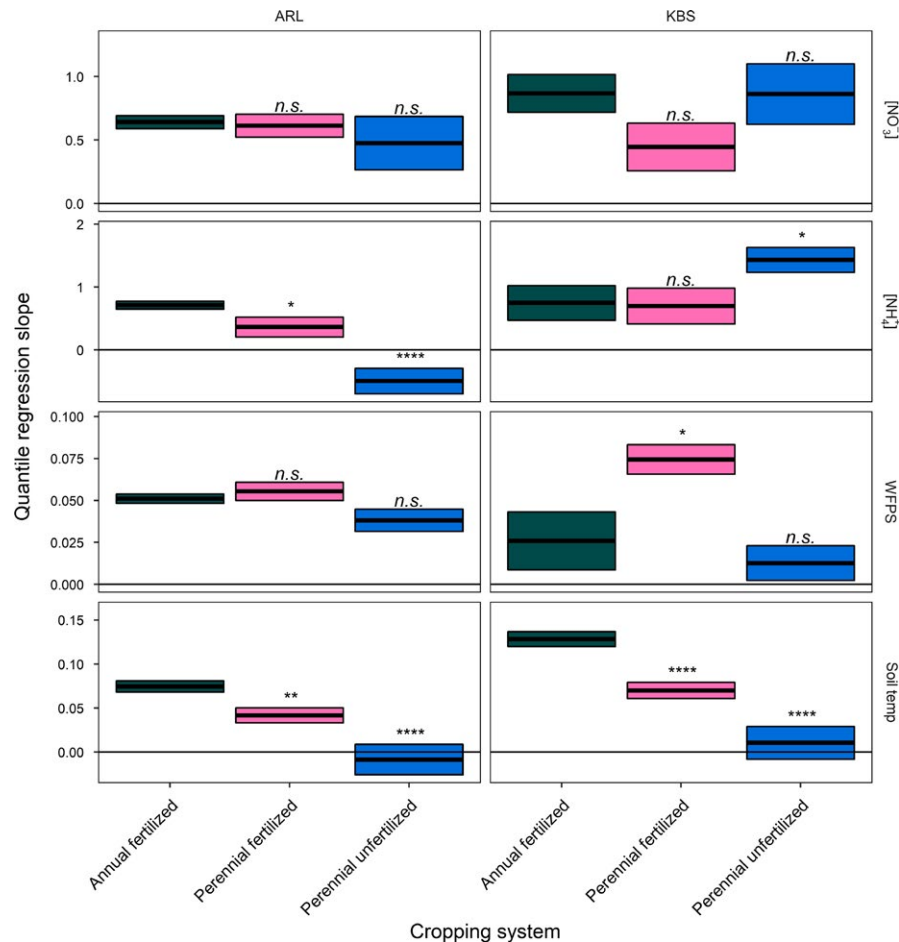 ARL KBS
Quantile regression slope
1.0
0.5
0.0
n.s.
n.s.
n.s.
n.s.
[NO₃⁻]
2
1
0
*
****
n.s.
*
[NH₄⁺]
0.100
0.075
0.050
0.025
0.000
n.s.
n.s.
*
n.s.
WFPS
0.15
0.10
0.05
0.00
**
****
****
****
Soil temp
Annual fertilized
Perennial fertilized
Perennial unfertilized
Annual fertilized
Perennial fertilized
Perennial unfertilized
Cropping system